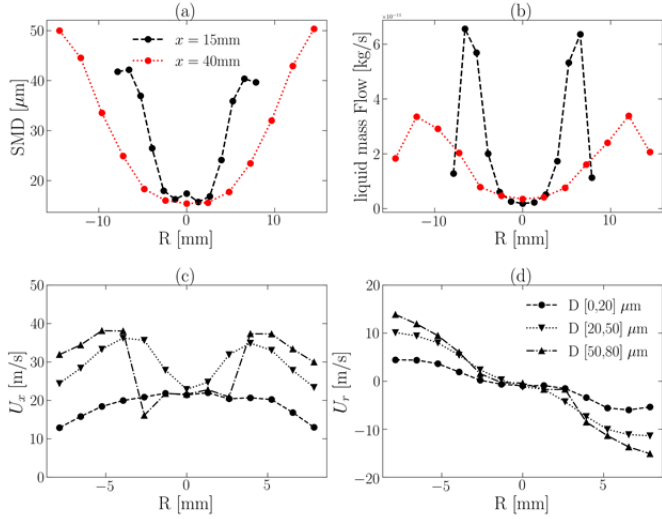 (a)
(b)
50
40
30
20
SMD [μm]
x = 15mm
x = 40mm
−10
0
10
R [mm]
6
4
2
0
liquid mass Flow [kg/s]
−10
0
10
R [mm]
(c)
(d)
50
40
30
20
10
0
U_x [m/s]
−5
0
5
R [mm]
20
10
0
−10
−20
U_r [m/s]
D [0,20] μm
D [20,50] μm
D [50,80] μm
−5
0
5
R [mm]